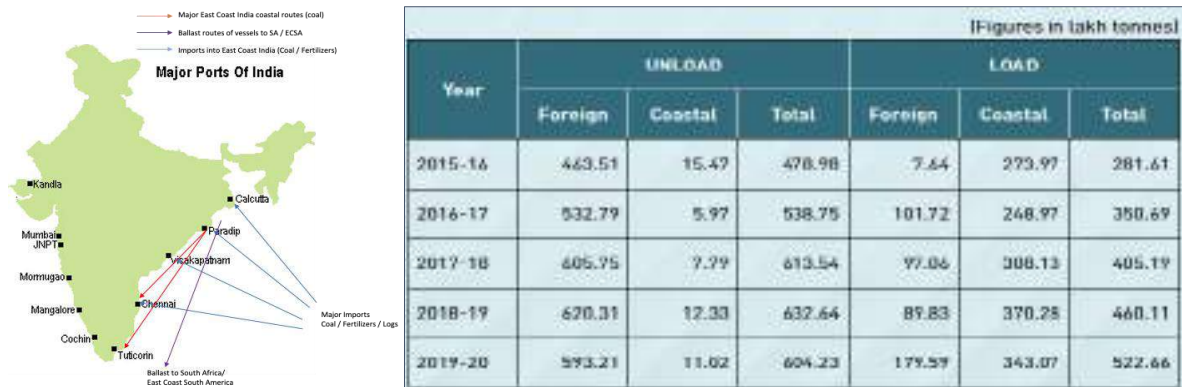 Major East Coast India coastal routes (coal)
Ballast routes of vessels to SA / ECSA
Imports into East Coast India (Coal / Fertilizers)
Major Ports Of India
Kandla
Calcutta
Paradip
Mumbai
JNPT
Visakapatnam
Mormugao
Chennai
Mangalore
Major Imports
Coal / Fertilizers / Logs
Cochin
Tuticorin
Ballast to South Africa/
East Coast South America
(Figures in lakh tonnes)
Year UNLOAD LOAD
Foreign Coastal Total Foreign Coastal Total
2015-16 463.51 15.47 478.98 7.64 273.97 281.61
2016-17 532.79 5.97 538.75 101.72 248.97 350.69
2017-18 605.75 7.79 613.54 97.06 308.13 405.19
2018-19 620.31 12.33 632.64 89.83 370.28 460.11
2019-20 593.21 11.02 604.23 179.59 343.07 522.66